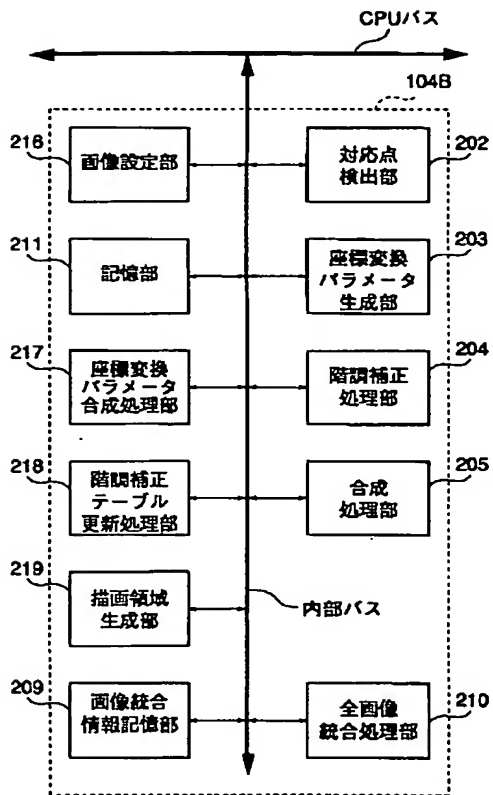 CPUバス
104B
216
画像設定部
202
対応点
検出部
211
記憶部
203
座標変換
パラメータ
生成部
217
座標変換
パラメータ
合成処理部
204
階調補正
処理部
218
階調補正
テーブル
更新処理部
205
合成
処理部
219
描画領域
生成部
内部バス
209
画像統合
情報記憶部
210
全画像
統合処理部